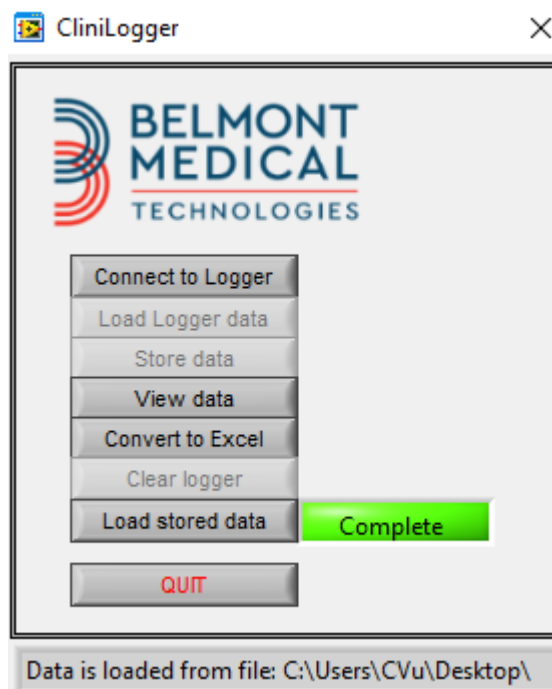 CliniLogger
BELMONT
MEDICAL
TECHNOLOGIES
Connect to Logger
Load Logger data
Store data
View data
Convert to Excel
Clear logger
Load stored data
Complete
QUIT
Data is loaded from file: C:\Users\CVu\Desktop\